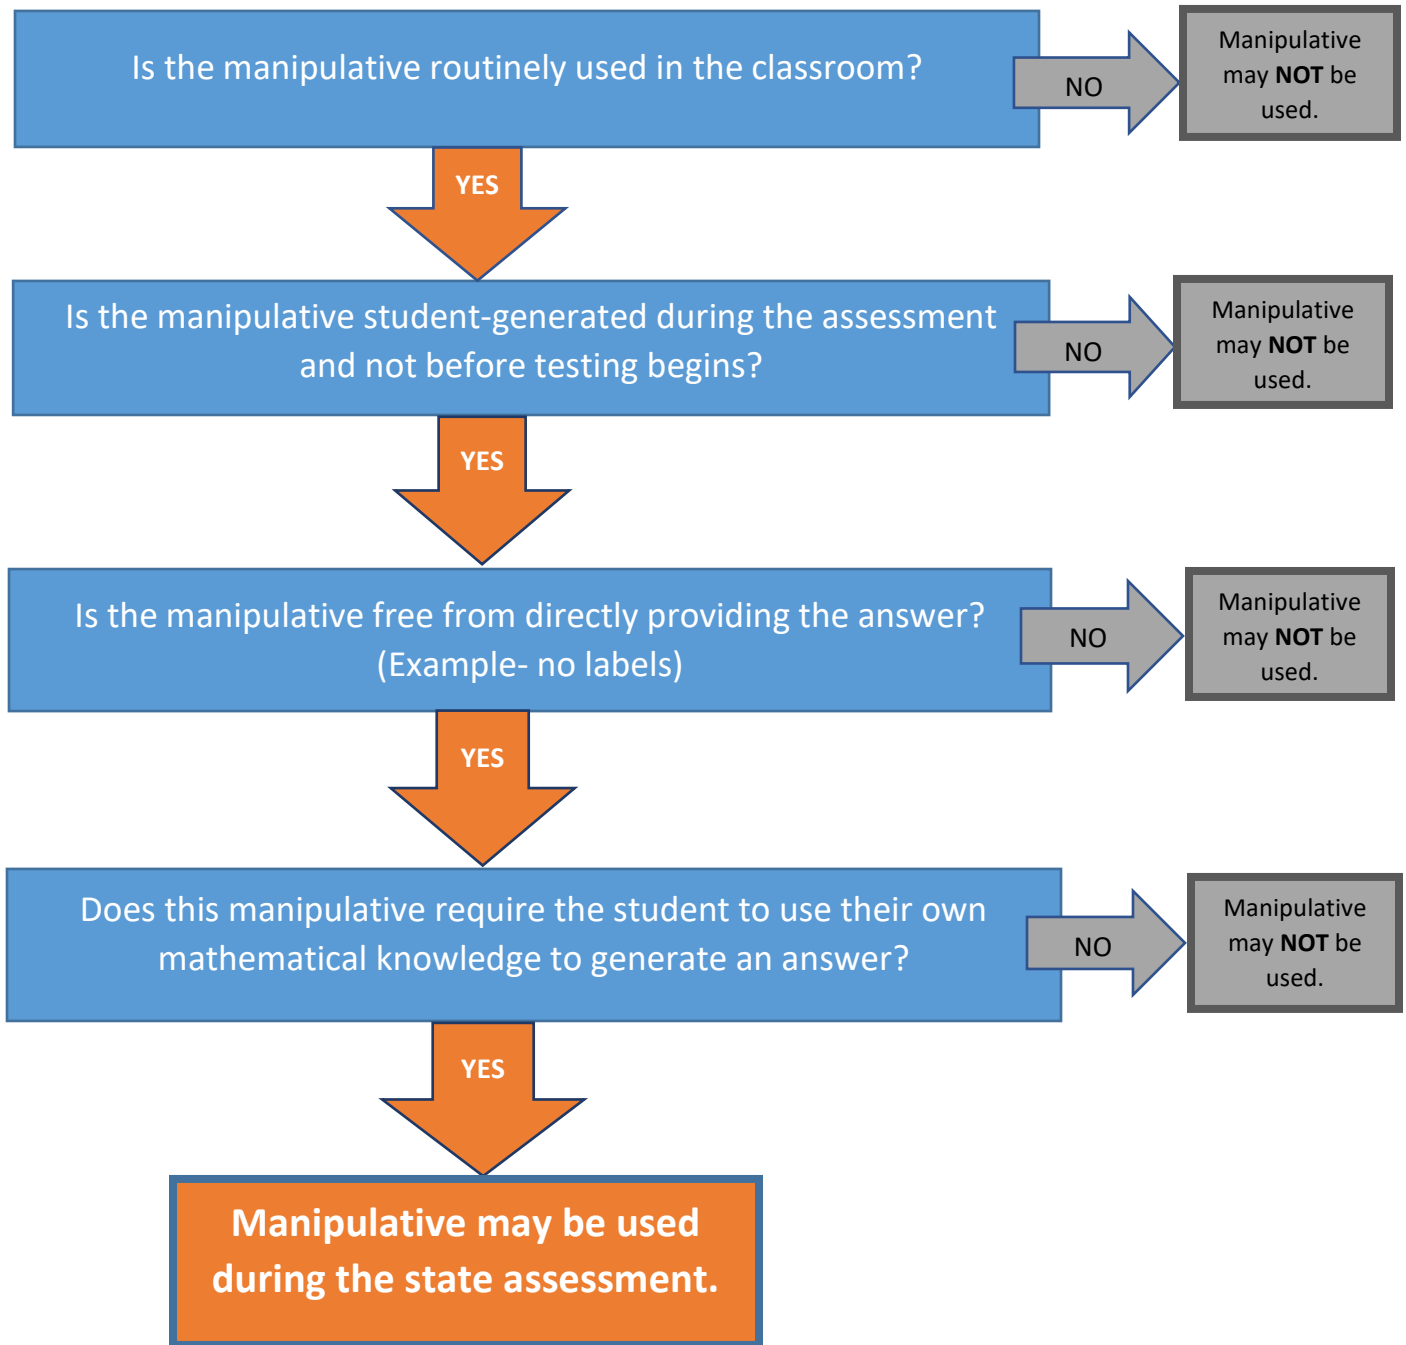 Is the manipulative routinely used in the classroom?
NO
Manipulative
may NOT be
used.
YES
Is the manipulative student-generated during the assessment
and not before testing begins?
NO
Manipulative
may NOT be
used.
YES
Is the manipulative free from directly providing the answer?
(Example- no labels)
NO
Manipulative
may NOT be
used.
YES
Does this manipulative require the student to use their own
mathematical knowledge to generate an answer?
NO
Manipulative
may NOT be
used.
YES
Manipulative may be used
during the state assessment.